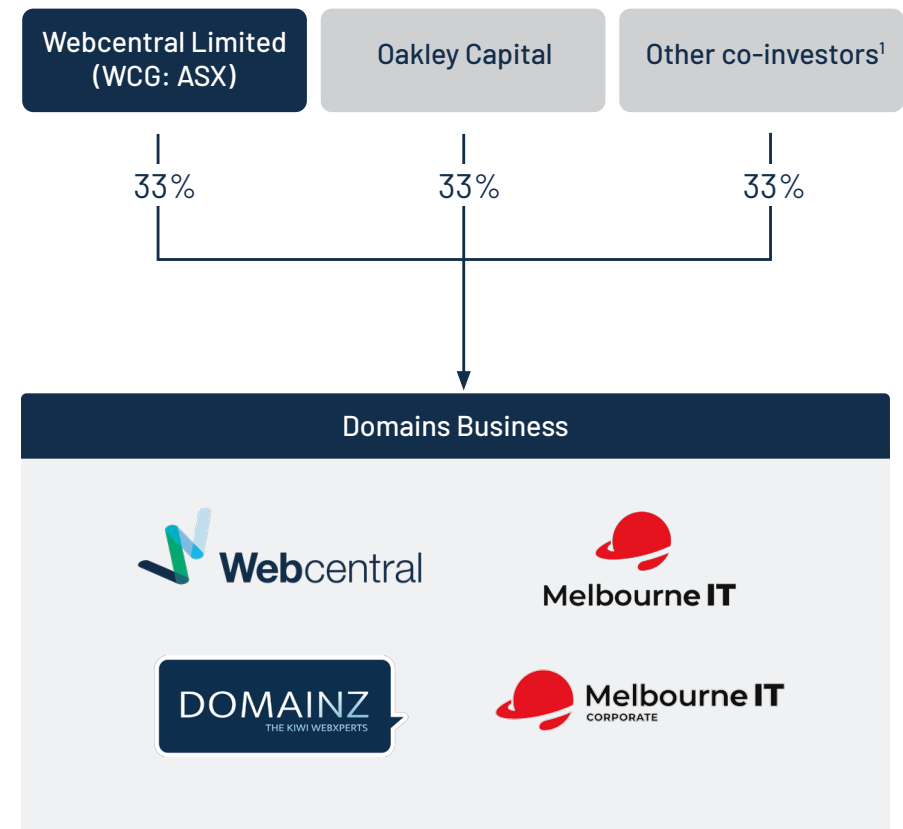 Webcentral Limited
(WCG: ASX)
Oakley Capital
Other co-investors¹
33%
33%
33%
Domains Business
Webcentral
Melbourne IT
DOMAINZ
THE KIWI WEBXPERTS
Melbourne IT
CORPORATE